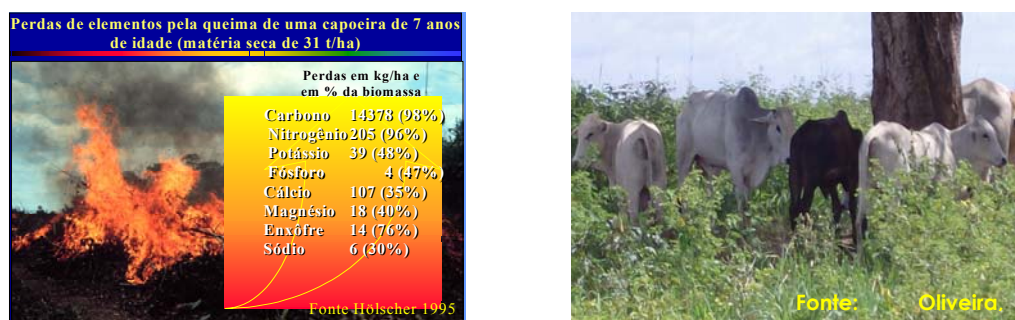 Perdas de elementos pela queima de uma capoeira de 7 anos
de idade (matéria seca de 31 t/ha)
Perdas em kg/ha e
em % da biomassa
Carbono 14378 (98%)
Nitrogênio 205 (96%)
Potássio 39 (48%)
Fósforo 4 (47%)
Cálcio 107 (35%)
Magnésio 18 (40%)
Enxôfre 14 (76%)
Sódio 6 (30%)
Fonte Hölscher 1995
Fonte: Oliveira,